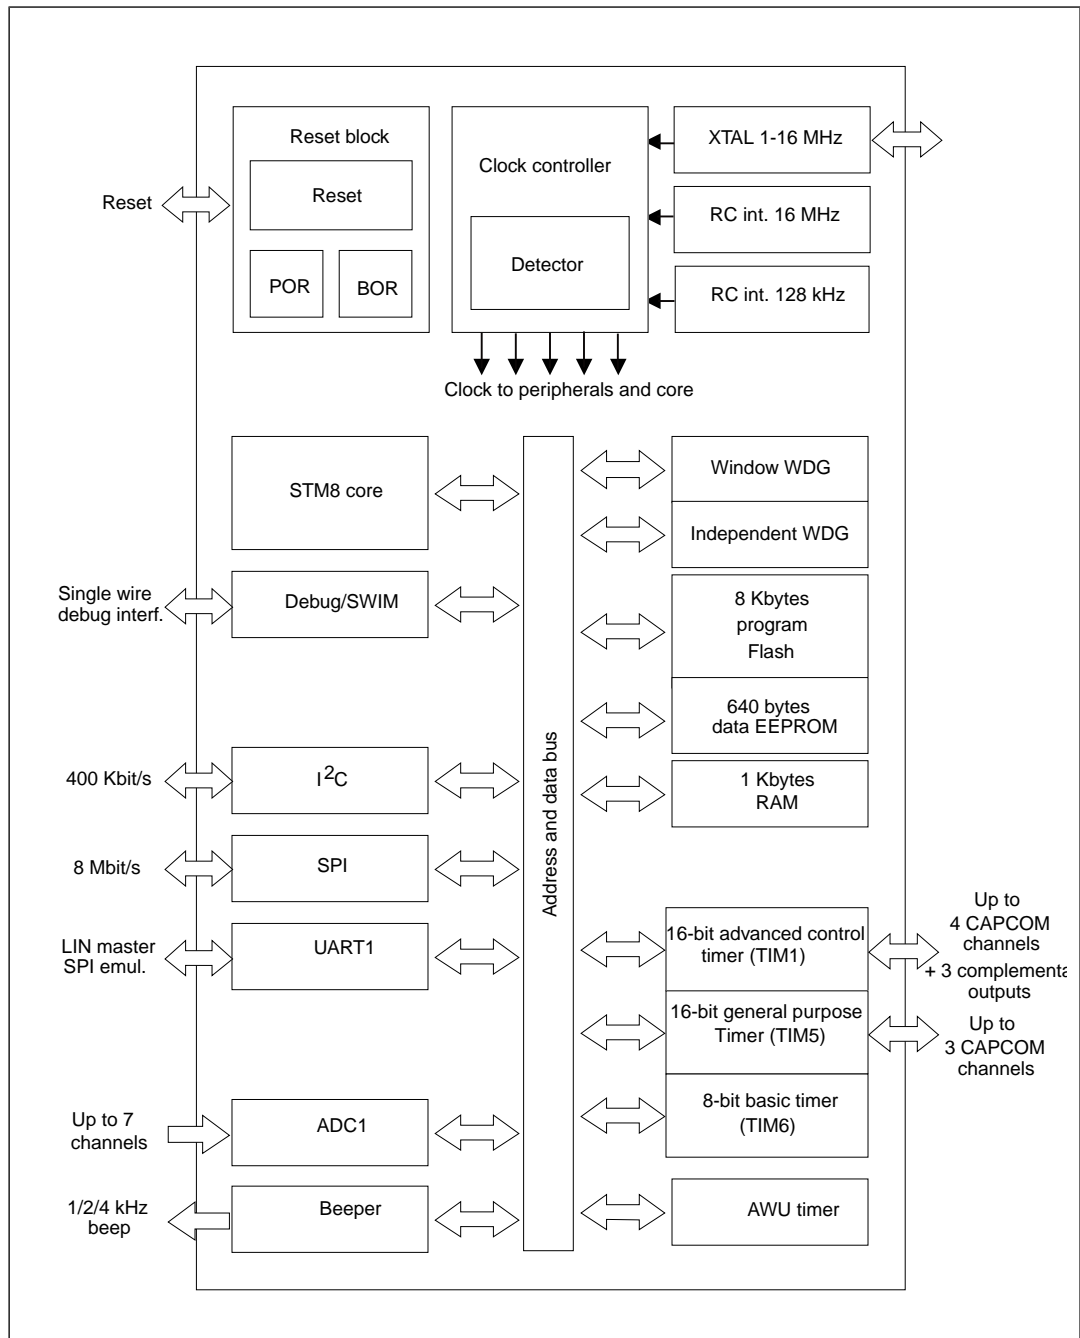 Reset block
Reset
POR
BOR
Reset
Clock controller
Detector
XTAL 1-16 MHz
RC int. 16 MHz
RC int. 128 kHz
Clock to peripherals and core
STM8 core
Debug/SWIM
Single wire
debug interf.
400 Kbit/s
I2C
8 Mbit/s
SPI
LIN master
SPI emul.
UART1
Up to 7
channels
ADC1
1/2/4 kHz
beep
Beeper
Address and data bus
Window WDG
Independent WDG
8 Kbytes
program
Flash
640 bytes
data EEPROM
1 Kbytes
RAM
16-bit advanced control
timer (TIM1)
Up to
4 CAPCOM
channels
+ 3 complementa
outputs
16-bit general purpose
Timer (TIM5)
Up to
3 CAPCOM
channels
8-bit basic timer
(TIM6)
AWU timer